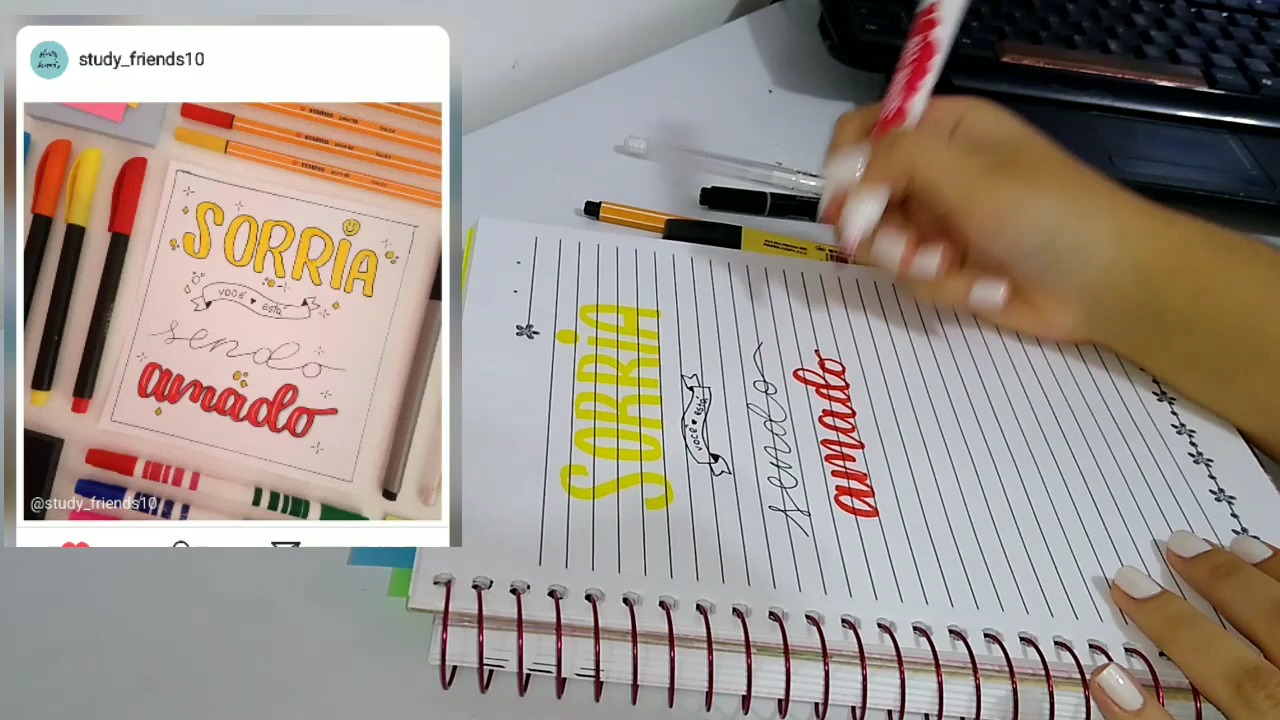 study_friends10
SORRIA
você está
sendo
amado
@study_friends10
SORRIA
você está
sendo
amado